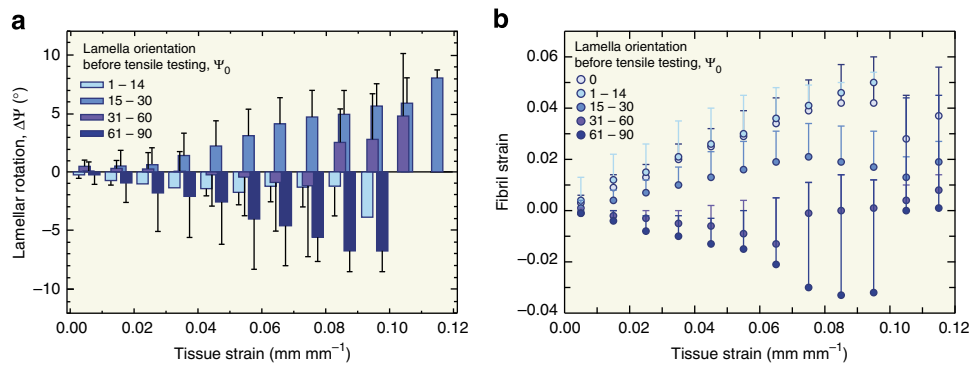 a
Lamella orientation
before tensile testing, Ψ0
1 – 14
15 – 30
31 – 60
61 – 90
10
5
0
–5
–10
Lamellar rotation, ΔΨ (°)
0.00 0.02 0.04 0.06 0.08 0.10 0.12
Tissue strain (mm mm–1)
b
Lamella orientation
before tensile testing, Ψ0
0
1 – 14
15 – 30
31 – 60
61 – 90
0.06
0.04
0.02
0.00
–0.02
–0.04
Fibril strain
0.00 0.02 0.04 0.06 0.08 0.10 0.12
Tissue strain (mm mm–1)